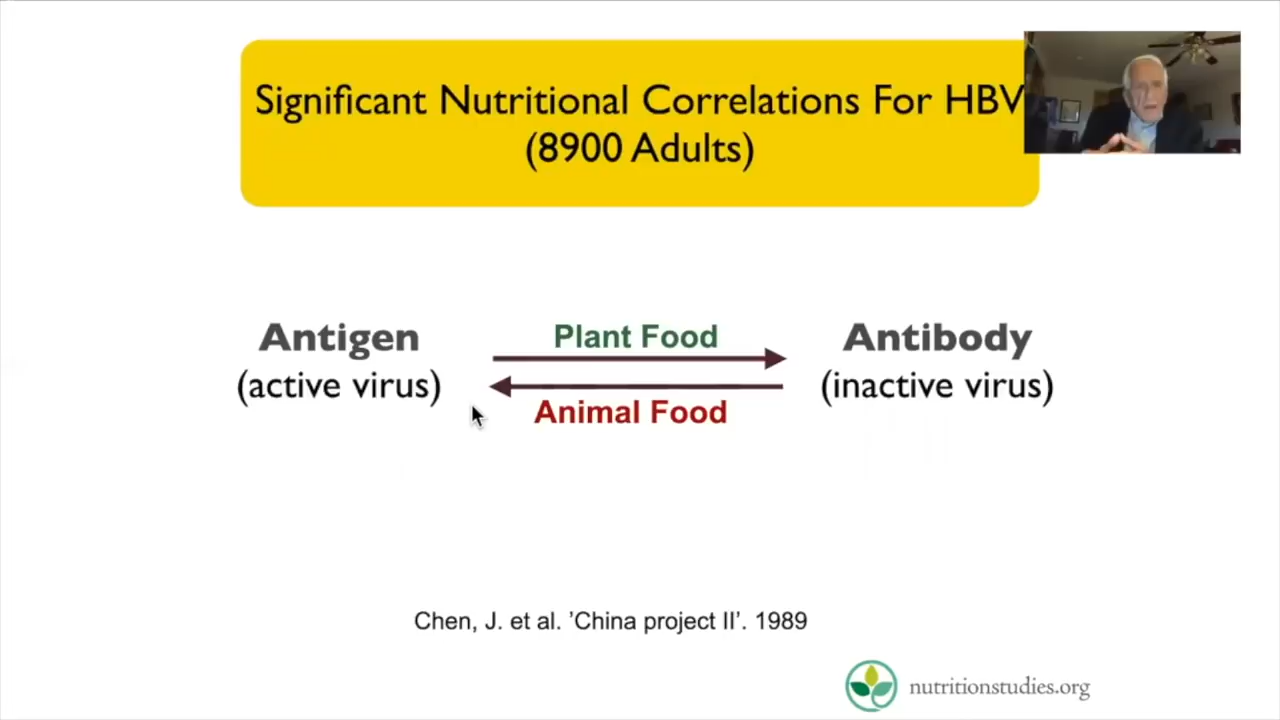 Significant Nutritional Correlations For HBV
(8900 Adults)
Antigen
(active virus)
Plant Food
Animal Food
Antibody
(inactive virus)
Chen, J. et al. ’China project II’. 1989
nutritionstudies.org